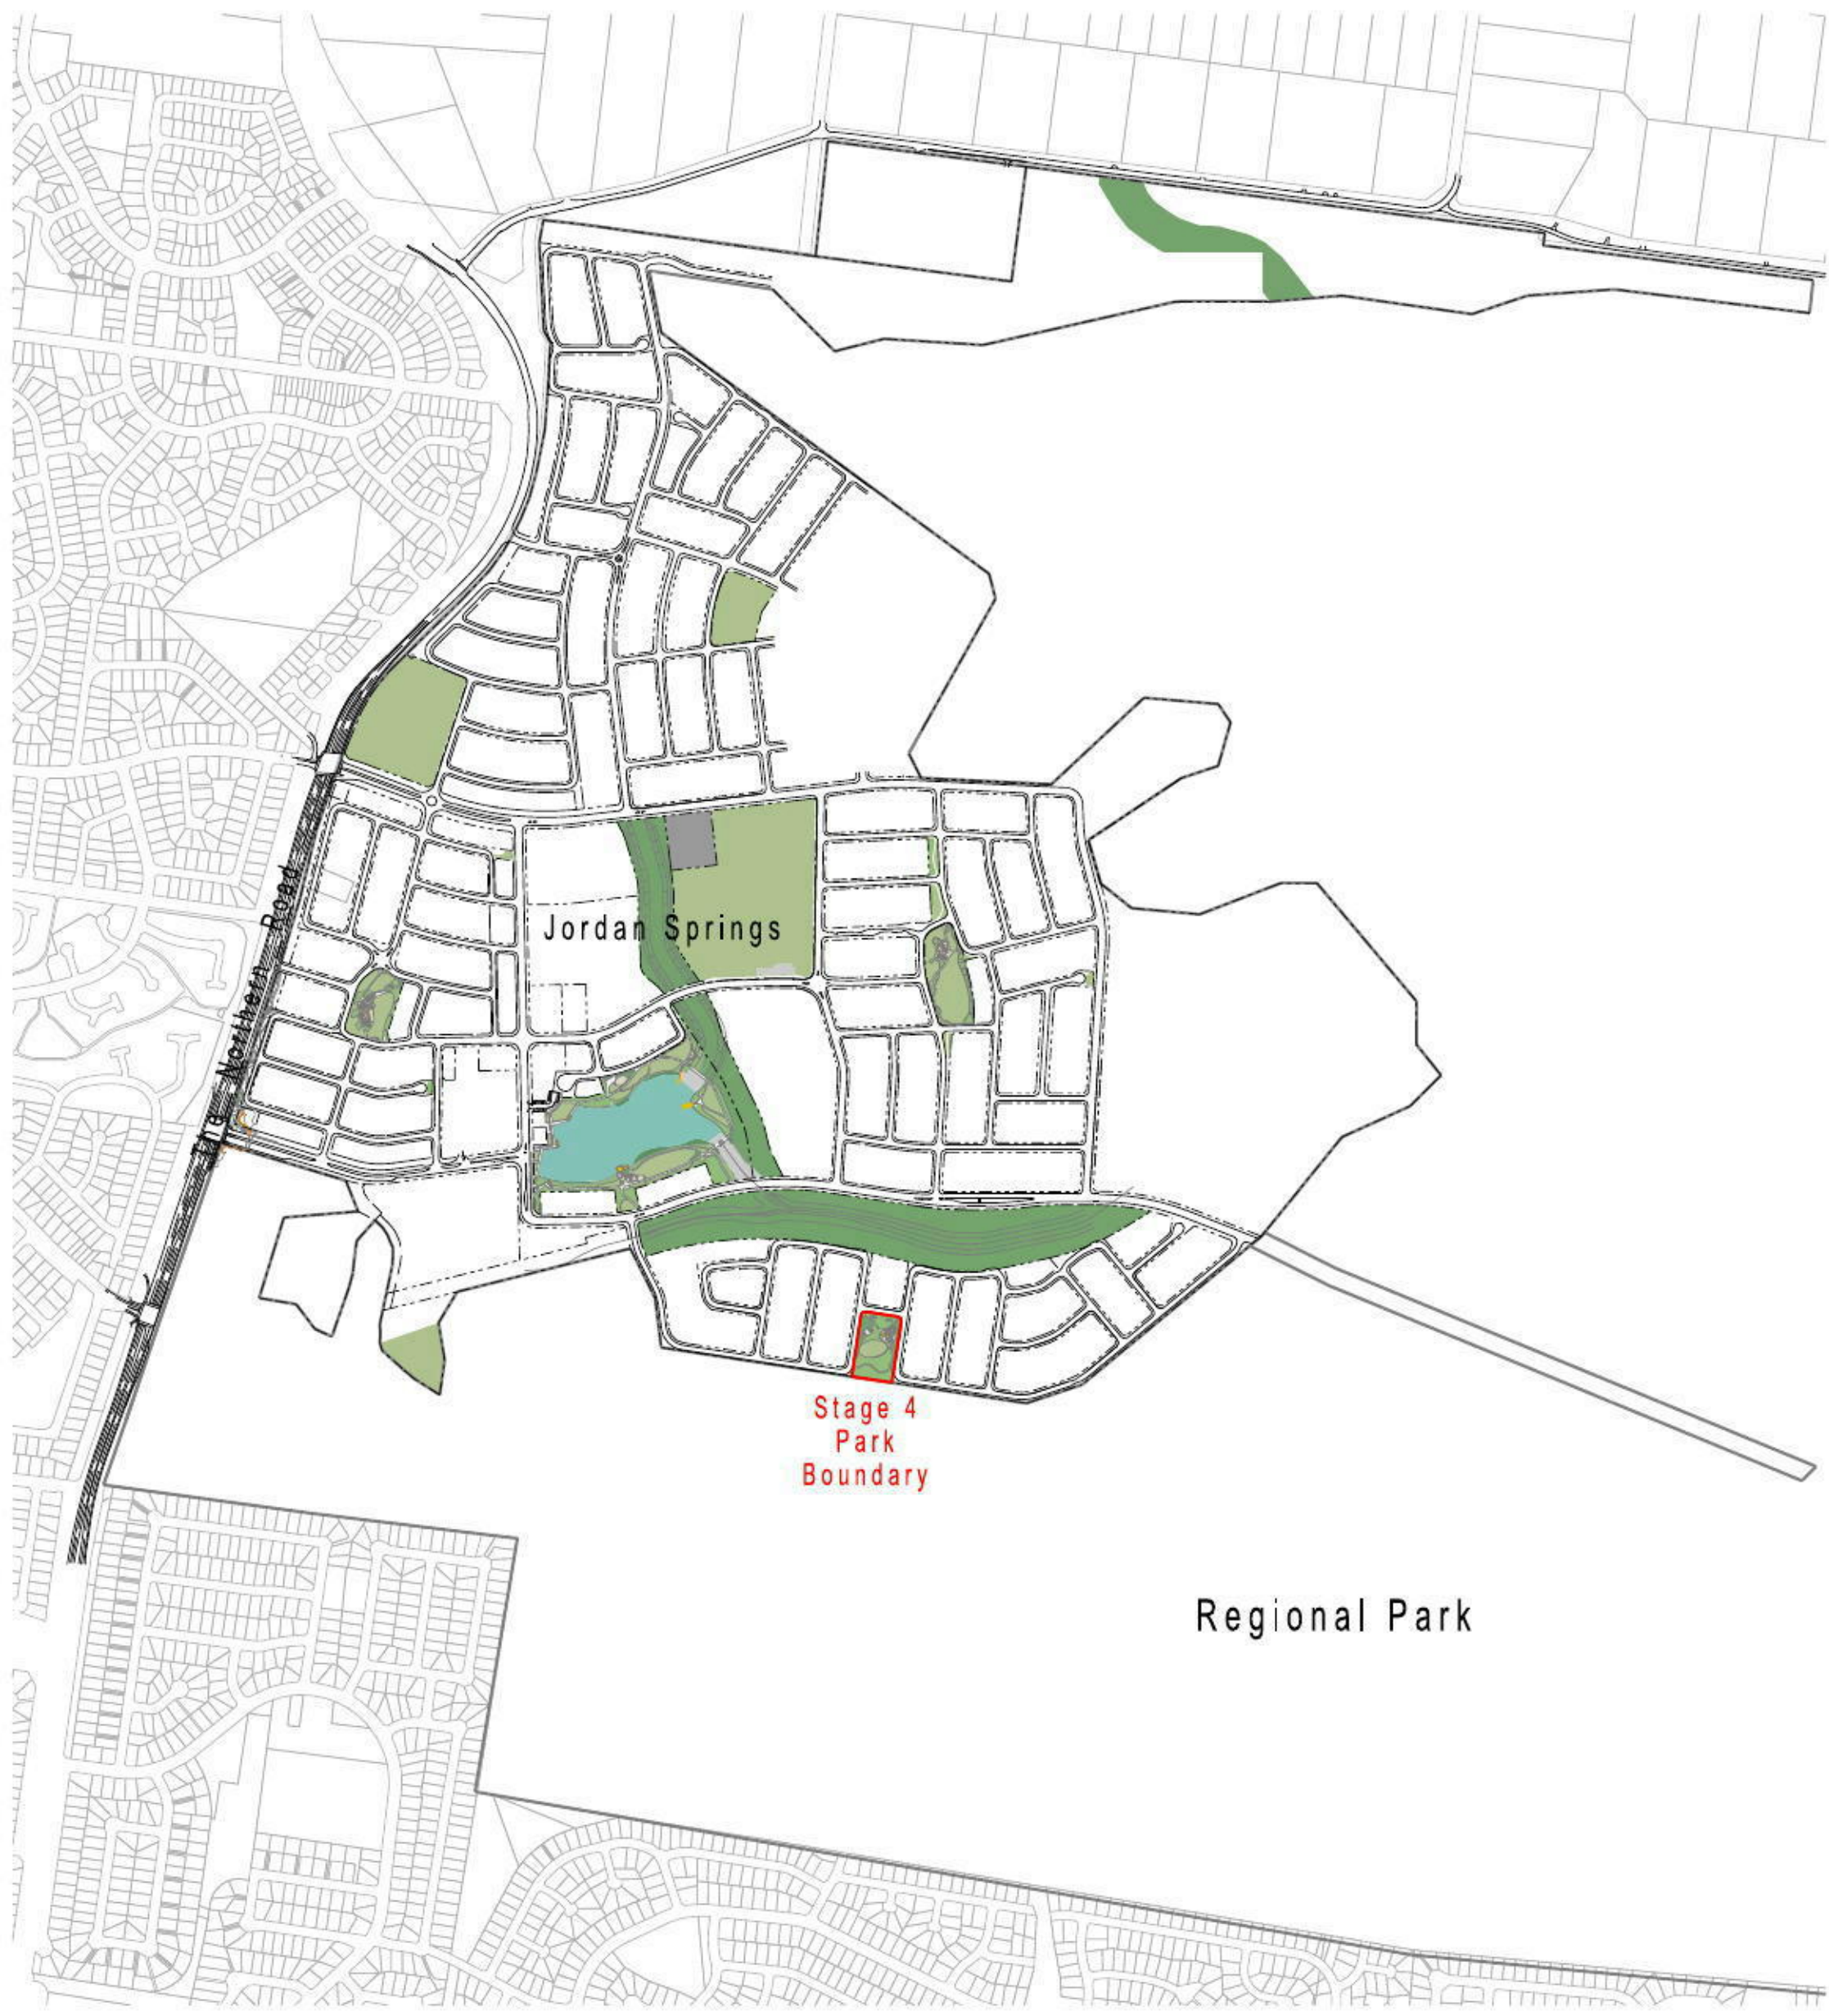 The Northern Road
Jordan Springs
Stage 4
Park
Boundary
Regional Park